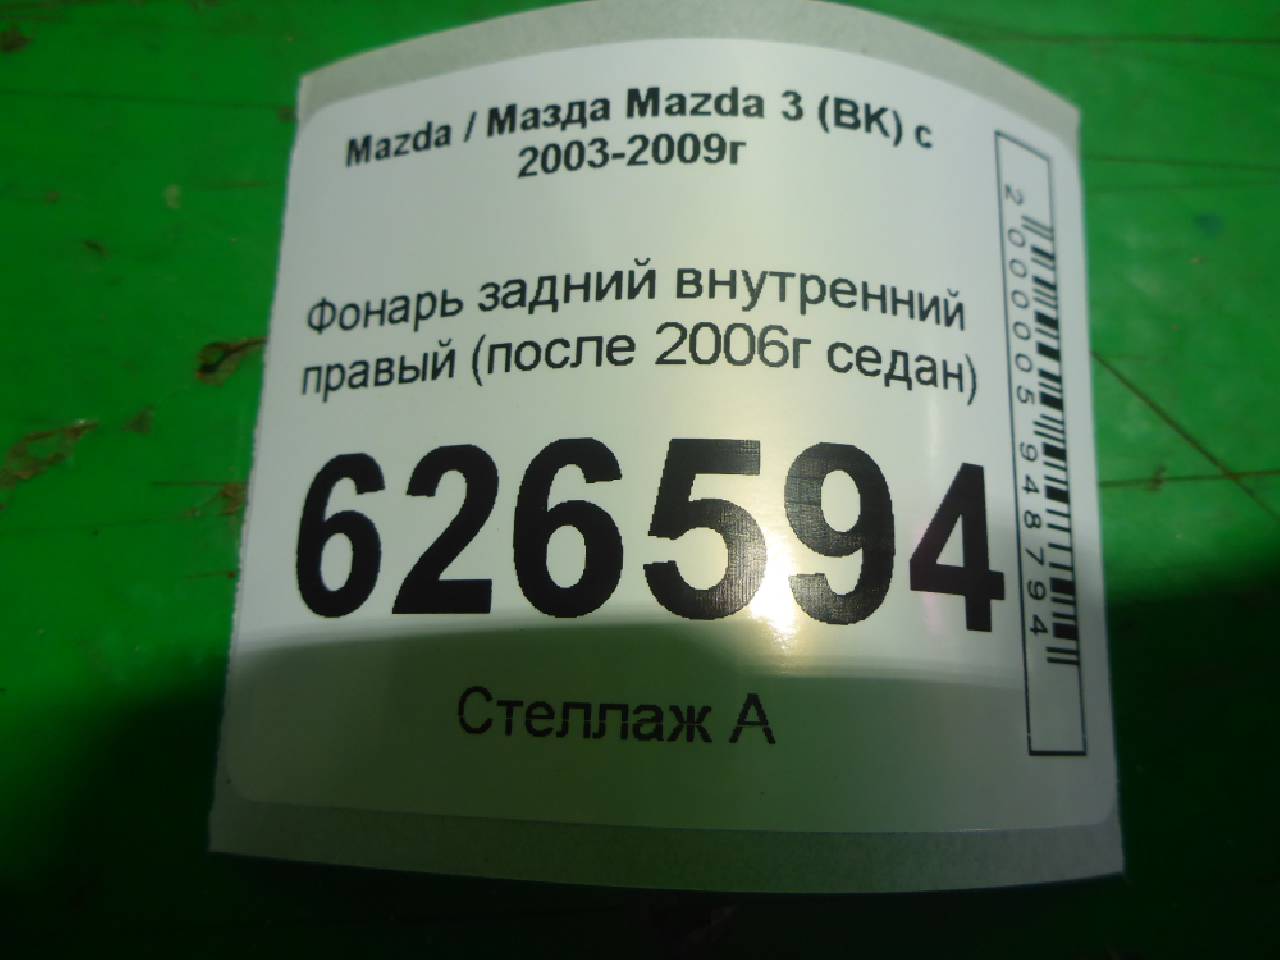 Mazda / Мазда Mazda 3 (BK) с
2003-2009г
Фонарь задний внутренний
правый (после 2006г седан)
626594
Стеллаж А
2000005948794